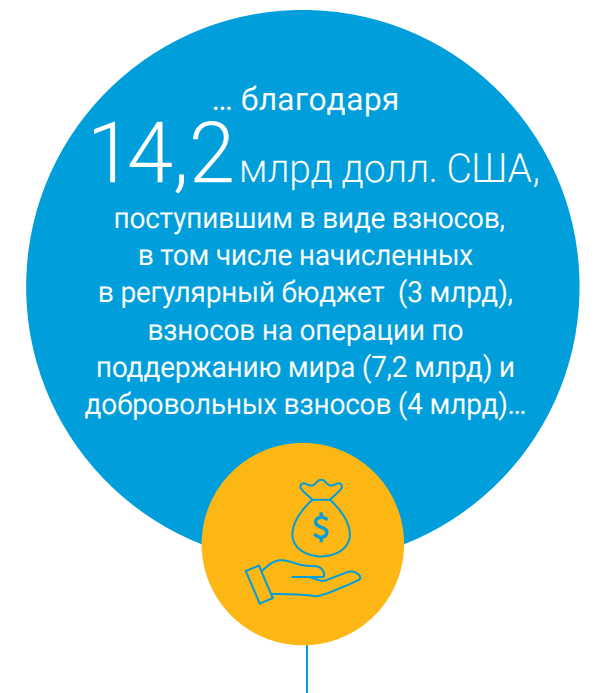 ... благодаря
14,2 млрд долл. США,
поступившим в виде взносов,
в том числе начисленных
в регулярный бюджет (3 млрд),
взносов на операции по
поддержанию мира (7,2 млрд) и
добровольных взносов (4 млрд)...
$